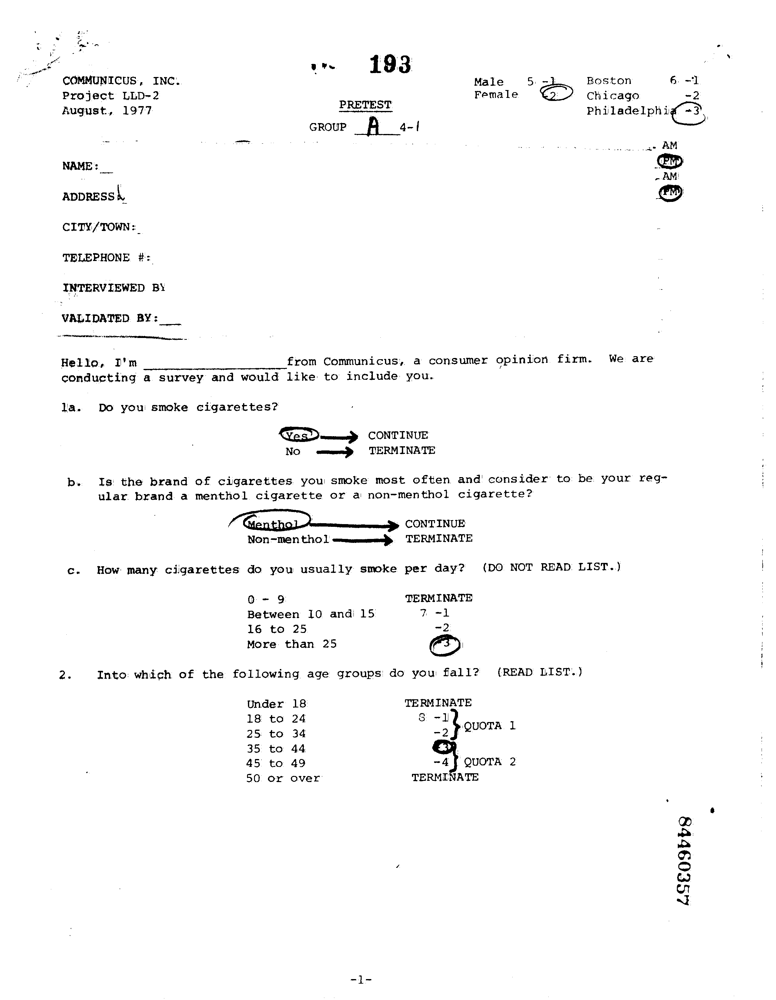 193
COMMUNICUS, INC.
Project LLD-2
August, 1977
PRETEST
GROUP A 4-1
Male 5 -1
Female -2
Boston 6 -1
Chicago -2
Philadelphia -3
AM
PM
AM
PM
NAME:
ADDRESS
CITY/TOWN:
TELEPHONE #:
INTERVIEWED BY
VALIDATED BY:
Hello, I'm ____________________from Communicus, a consumer opinion firm. We are
conducting a survey and would like to include you.
1a. Do you smoke cigarettes?
Yes CONTINUE
No TERMINATE
b. Is the brand of cigarettes you smoke most often and consider to be your reg-
ular brand a menthol cigarette or a non-menthol cigarette?
Menthol CONTINUE
Non-menthol TERMINATE
c. How many cigarettes do you usually smoke per day? (DO NOT READ LIST.)
0 - 9 TERMINATE
Between 10 and 15 7 -1
16 to 25 -2
More than 25 -3
2. Into which of the following age groups do you fall? (READ LIST.)
Under 18 TERMINATE
18 to 24 8 -1
25 to 34 -2 QUOTA 1
35 to 44 -3
45 to 49 -4 QUOTA 2
50 or over TERMINATE
84460357
-1-